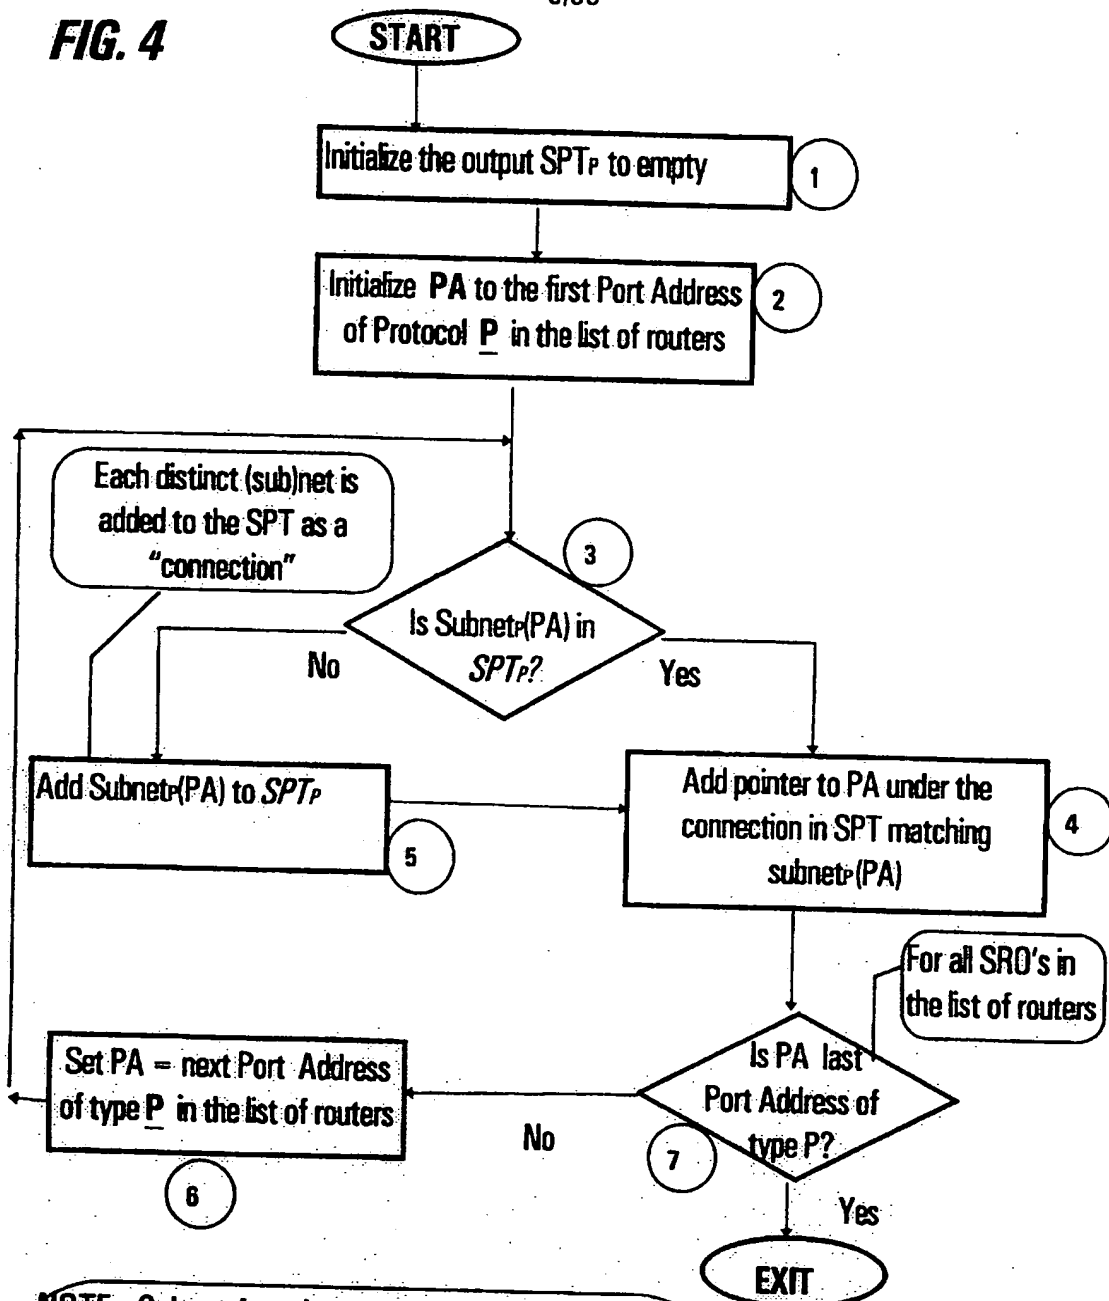 FIG. 4
START
Initialize the output SPTP to empty
1
Initialize PA to the first Port Address
of Protocol P in the list of routers
2
Each distinct (sub)net is
added to the SPT as a
"connection"
3
Is SubnetP(PA) in
SPTP?
No
Yes
Add SubnetP(PA) to SPTP
5
Add pointer to PA under the
connection in SPT matching
subnetP(PA)
4
For all SRO's in
the list of routers
Set PA = next Port Address
of type P in the list of routers
6
Is PA last
Port Address of
type P?
7
No
Yes
EXIT